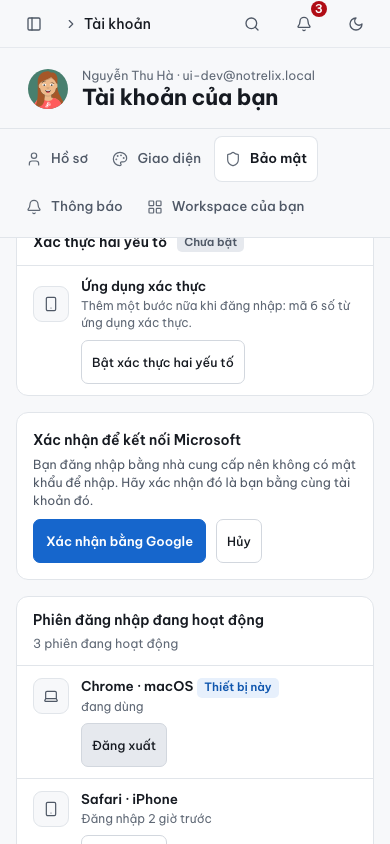 Tài khoản
3
Nguyễn Thu Hà · ui-dev@notrelix.local
Tài khoản của bạn
Hồ sơ
Giao diện
Bảo mật
Thông báo
Workspace của bạn
Xác thực hai yếu tố
Chưa bật
Ứng dụng xác thực
Thêm một bước nữa khi đăng nhập: mã 6 số từ
ứng dụng xác thực.
Bật xác thực hai yếu tố
Xác nhận để kết nối Microsoft
Bạn đăng nhập bằng nhà cung cấp nên không có mật
khẩu để nhập. Hãy xác nhận đó là bạn bằng cùng tài
khoản đó.
Xác nhận bằng Google
Hủy
Phiên đăng nhập đang hoạt động
3 phiên đang hoạt động
Chrome · macOS
Thiết bị này
đang dùng
Đăng xuất
Safari · iPhone
Đăng nhập 2 giờ trước